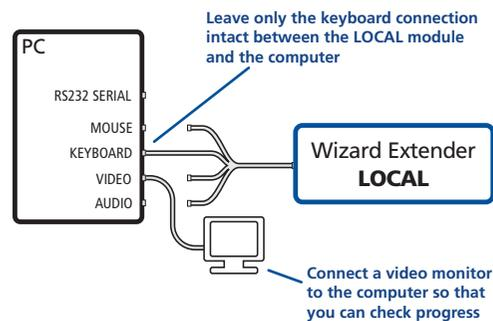 Leave only the keyboard connection
intact between the LOCAL module
and the computer
PC
RS232 SERIAL
MOUSE
KEYBOARD
VIDEO
AUDIO
Wizard Extender
LOCAL
Connect a video monitor
to the computer so that
you can check progress